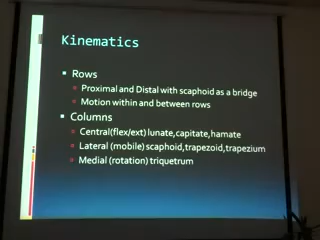 Kinematics
Rows
Proximal and Distal with scaphoid as a bridge
Motion within and between rows
Columns
Central(flex/ext) lunate,capitate,hamate
Lateral (mobile) scaphoid,trapezoid,trapezium
Medial (rotation) triquetrum